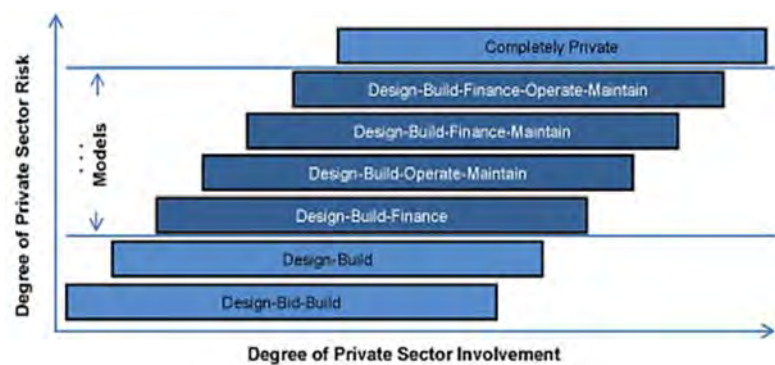 Completely Private
Design-Build-Finance-Operate-Maintain
Design-Build-Finance-Maintain
Design-Build-Operate-Maintain
Design-Build-Finance
Design-Build
Design-Bid-Build
Degree of Private Sector Risk
. . . Models
Degree of Private Sector Involvement